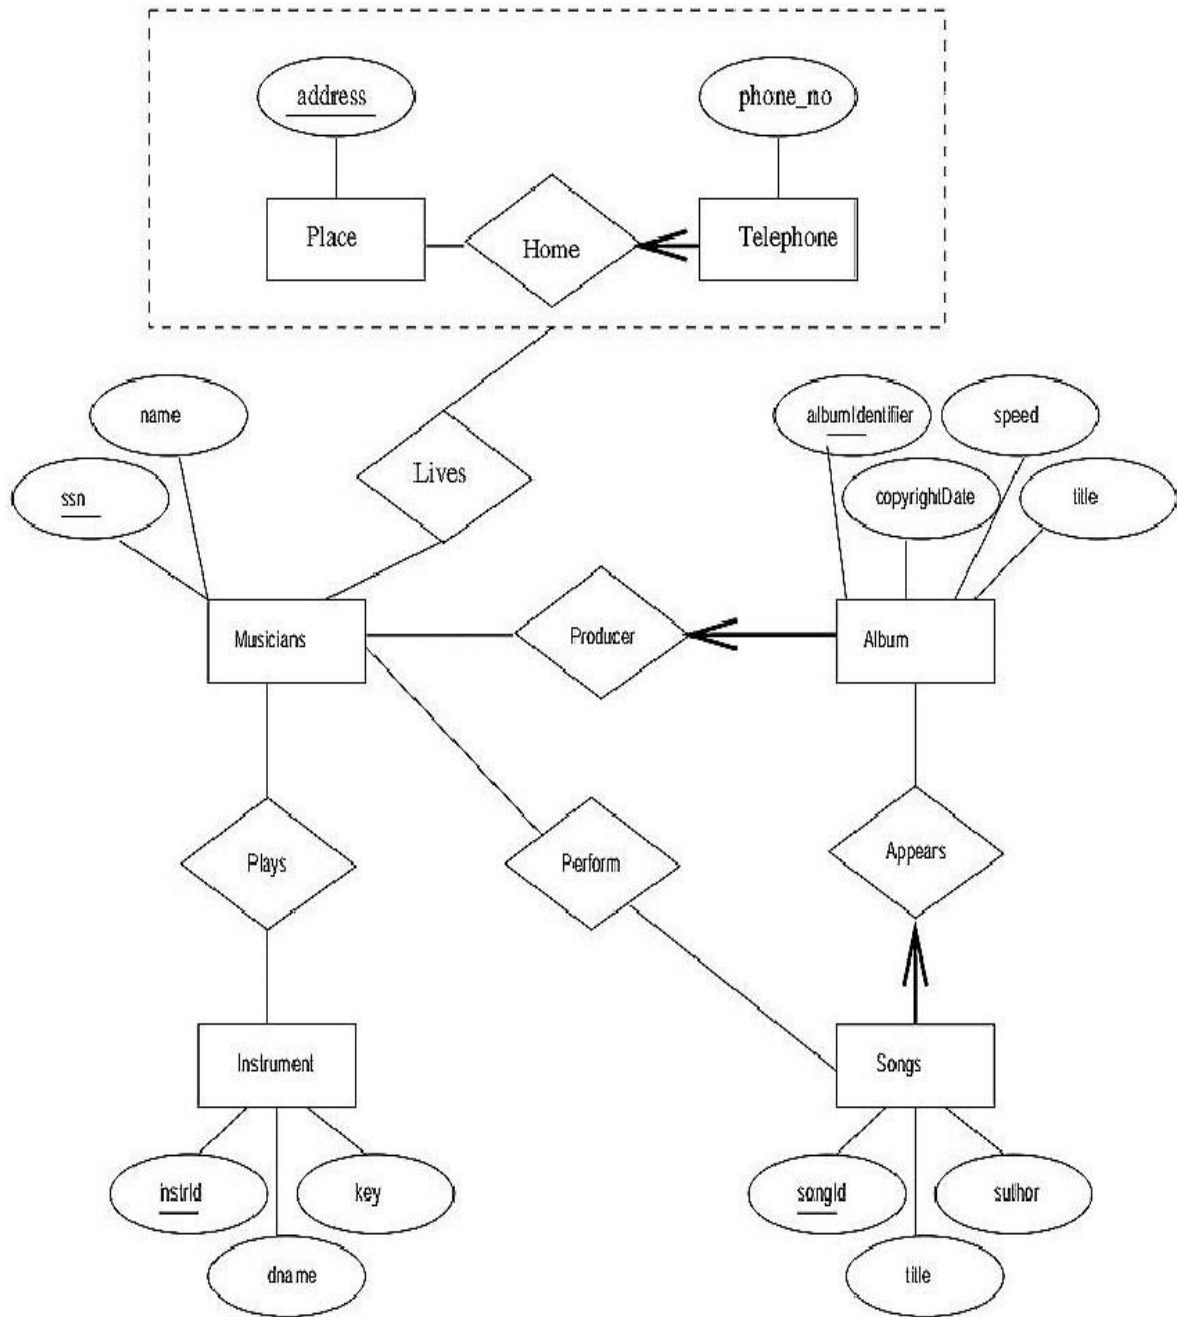 address
phone_no
Place
Home
Telephone
name
albumIdentifier
speed
ssn
Lives
copyrightDate
title
Musicians
Producer
Album
Plays
Perform
Appears
Instrument
Songs
instrId
key
songId
suthor
dname
title